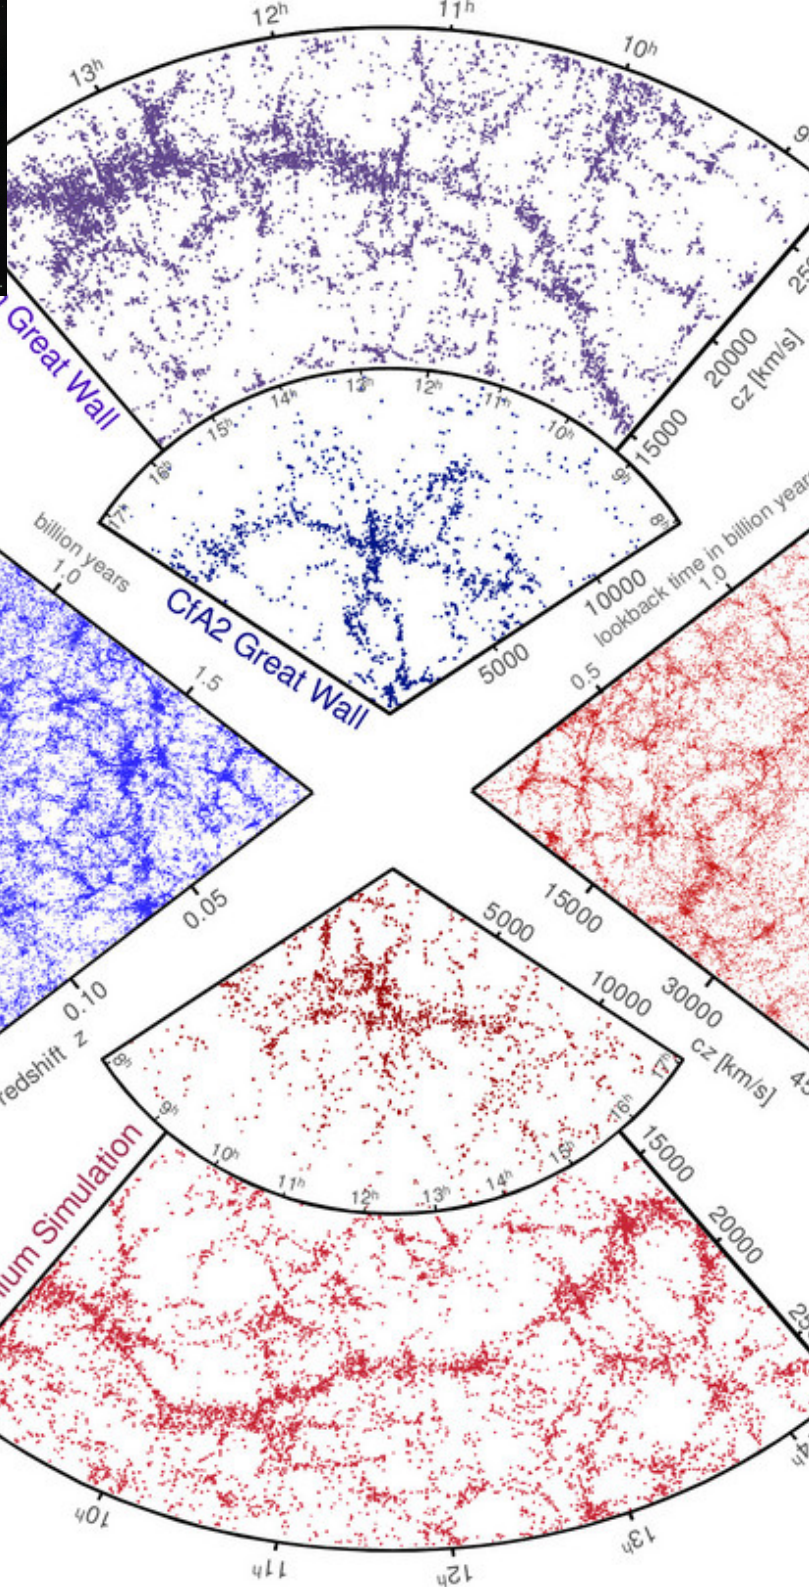 12ʰ
11ʰ
13ʰ
10ʰ
Great Wall
20000
cz [km/s]
15000
13ʰ
12ʰ
14ʰ
11ʰ
15ʰ
10ʰ
16ʰ
9ʰ
17ʰ
8ʰ
CfA2 Great Wall
10000
5000
billion years
1.0
1.5
lookback time in billion
1.0
0.5
0.05
0.10
redshift z
15000
30000
cz [km/s]
5000
10000
8ʰ
17ʰ
9ʰ
16ʰ
10ʰ
15ʰ
11ʰ
14ʰ
12ʰ
13ʰ
Simulation
15000
20000
10ʰ
13ʰ
11ʰ
12ʰ